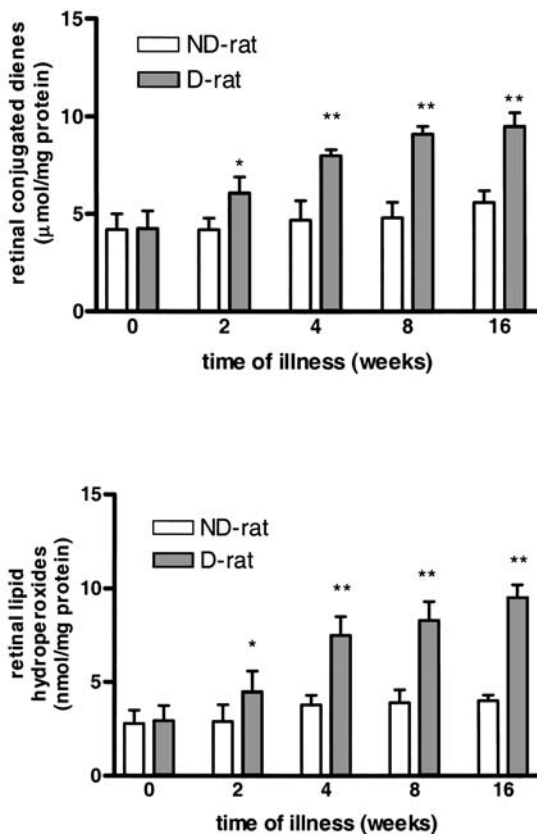 retinal conjugated dienes
(μmol/mg protein)
15
10
5
0
ND-rat
D-rat
*
**
**
**
0
2
4
8
16
time of illness (weeks)
retinal lipid
hydroperoxides
(nmol/mg protein)
15
10
5
0
ND-rat
D-rat
*
**
**
**
0
2
4
8
16
time of illness (weeks)